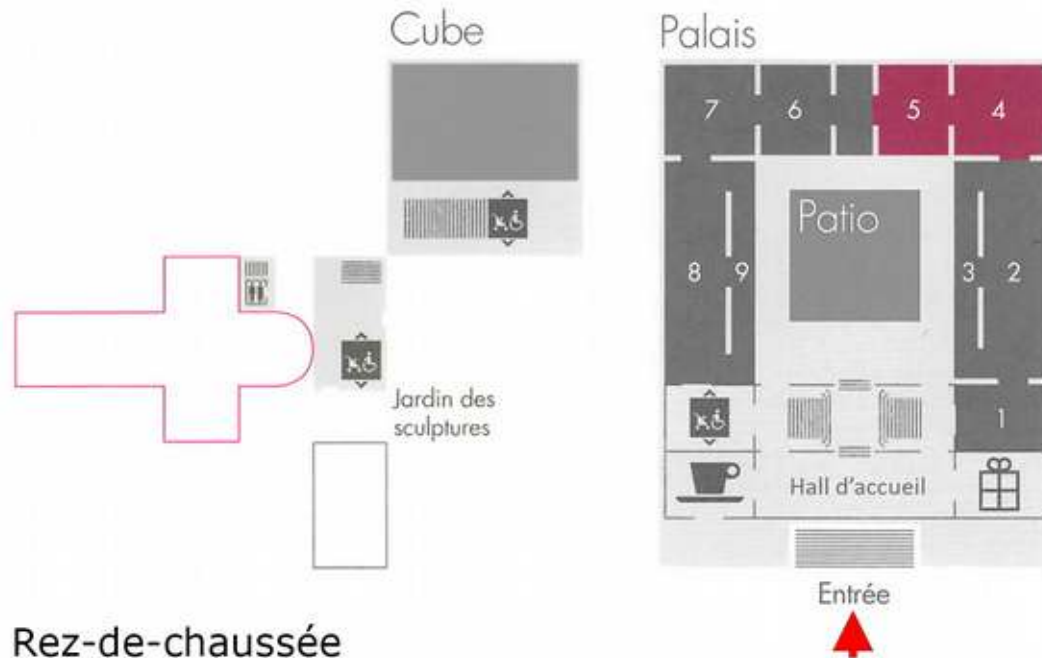 Cube
Palais
7
6
5
4
Patio
8
9
3
2
1
Jardin des
sculptures
Hall d'accueil
Entrée
Rez-de-chaussée